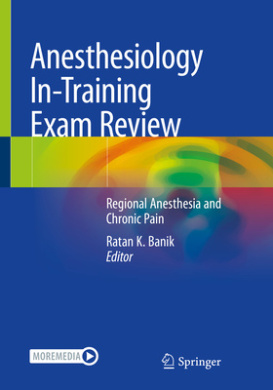 Anesthesiology
In-Training
Exam Review
Regional Anesthesia and
Chronic Pain
Ratan K. Banik
Editor
MOREMEDIA
Springer